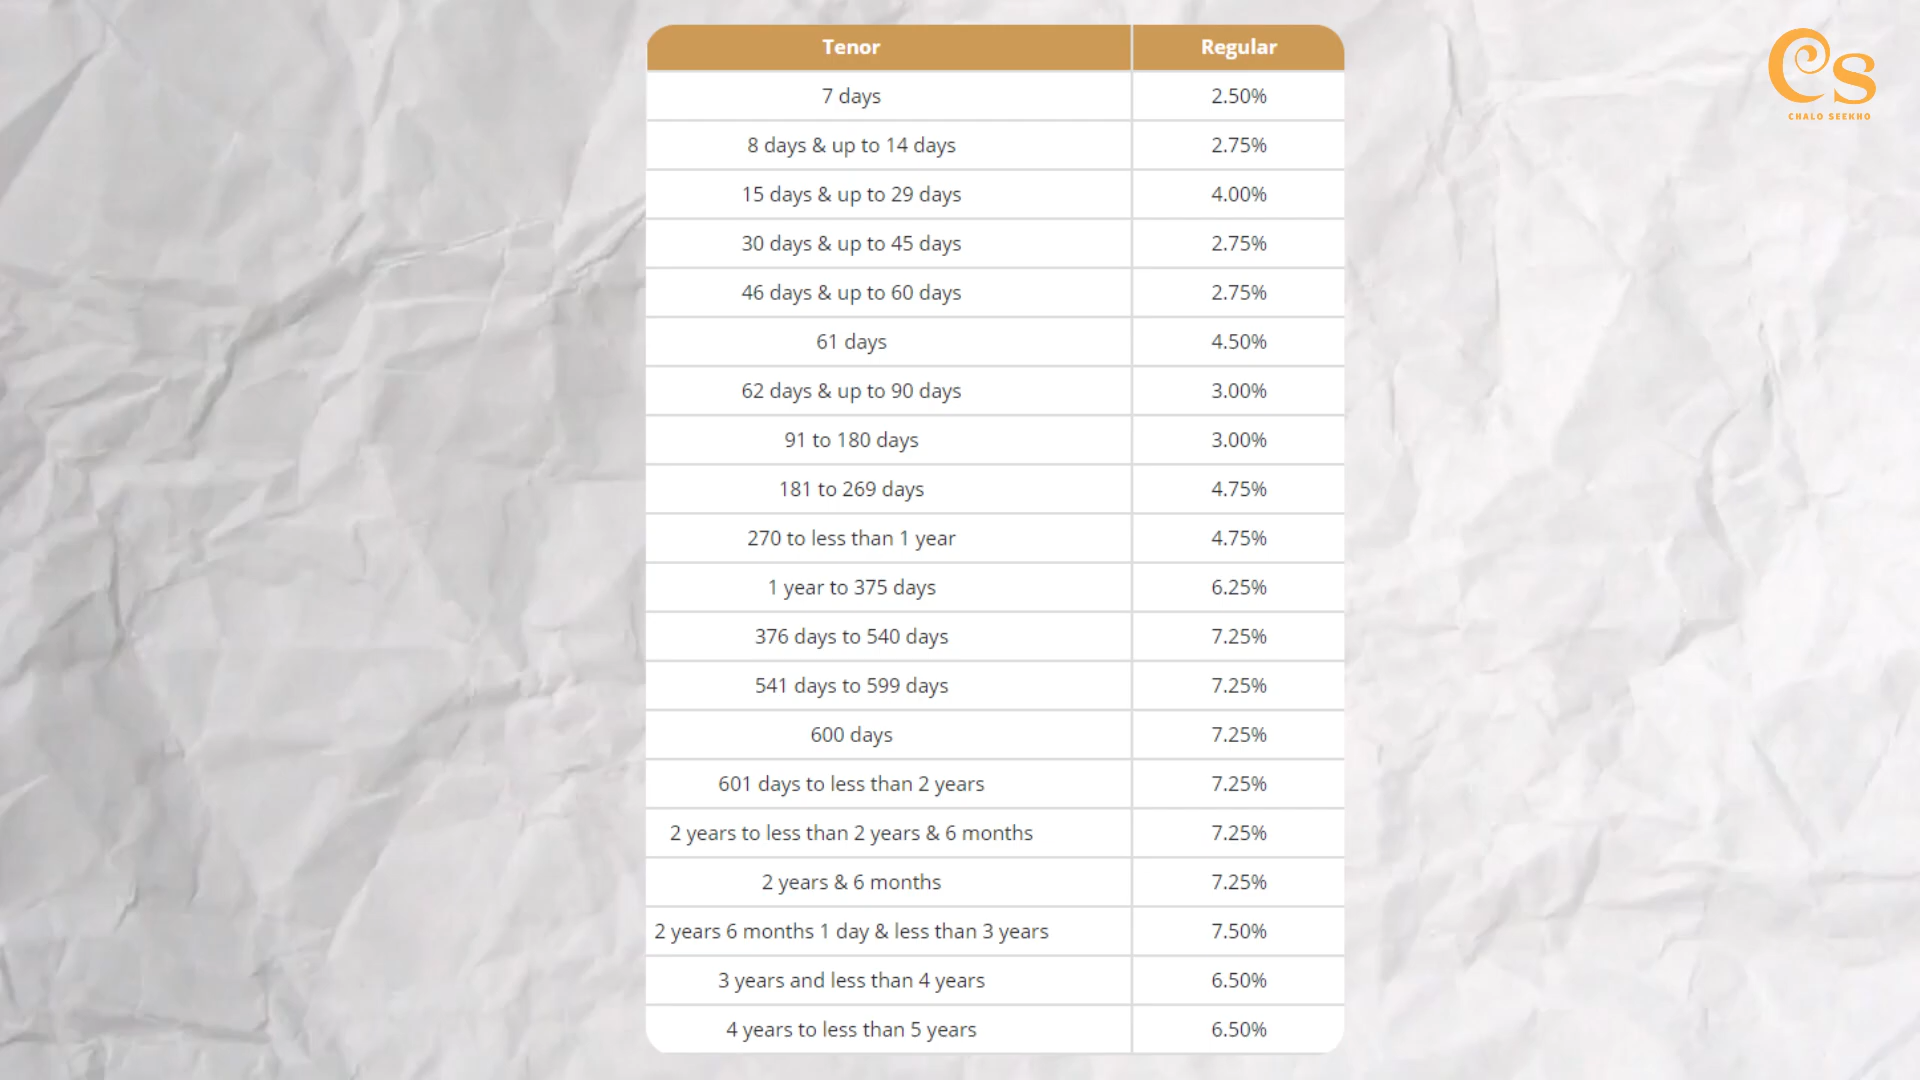 Tenor Regular
7 days 2.50%
8 days & up to 14 days 2.75%
15 days & up to 29 days 4.00%
30 days & up to 45 days 2.75%
46 days & up to 60 days 2.75%
61 days 4.50%
62 days & up to 90 days 3.00%
91 to 180 days 3.00%
181 to 269 days 4.75%
270 to less than 1 year 4.75%
1 year to 375 days 6.25%
376 days to 540 days 7.25%
541 days to 599 days 7.25%
600 days 7.25%
601 days to less than 2 years 7.25%
2 years to less than 2 years & 6 months 7.25%
2 years & 6 months 7.25%
2 years 6 months 1 day & less than 3 years 7.50%
3 years and less than 4 years 6.50%
4 years to less than 5 years 6.50%
CS
CHALO SEEKHO